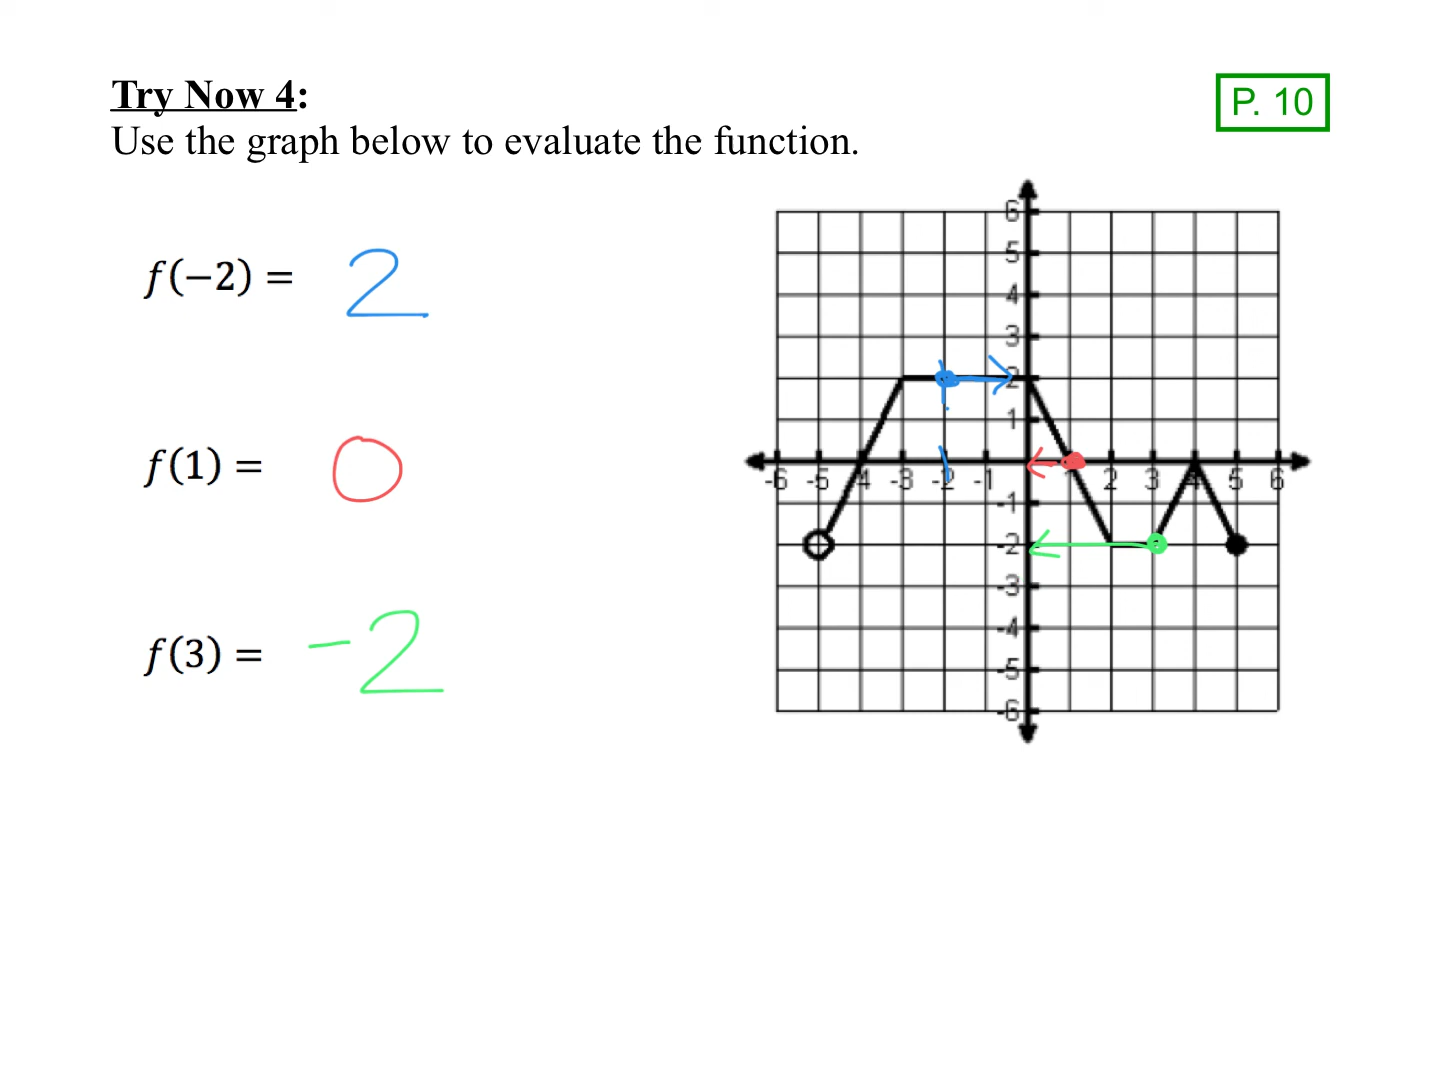 Try Now 4:
P. 10
Use the graph below to evaluate the function.
f(−2) = 2
f(1) = 0
f(3) = -2
6
5
4
3
2
1
-6 -5 -4 -3 -2 -1 1 2 3 4 5 6
-1
-2
-3
-4
-5
-6